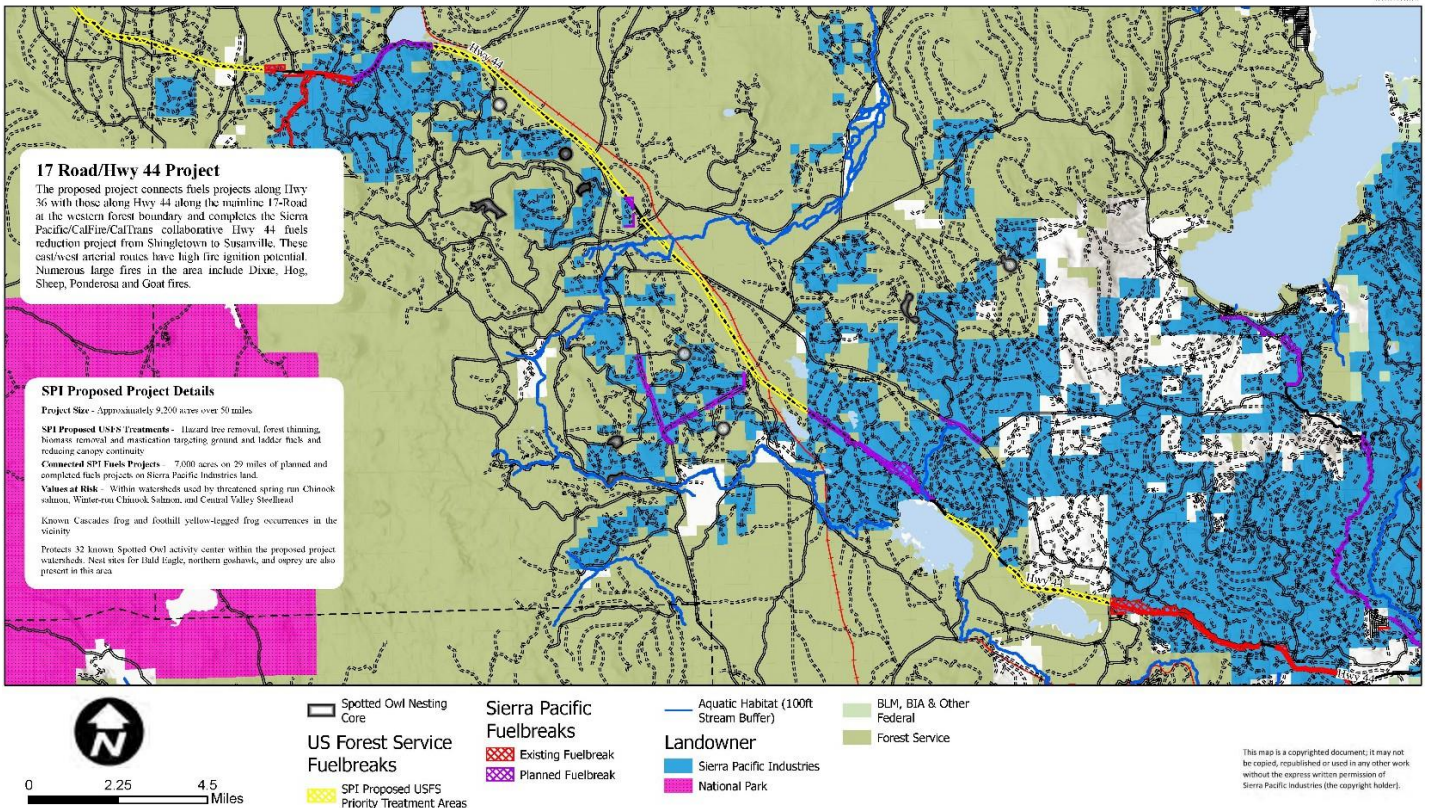 Hwy 44
17 Road/Hwy 44 Project
The proposed project connects fuels projects along Hwy
36 with those along Hwy 44 along the mainline 17-Road
at the western forest boundary and completes the Sierra
Pacific/CalFire/CalTrans collaborative Hwy 44 fuels
reduction project from Shingletown to Susanville. These
east/west arterial routes have high fire ignition potential.
Numerous large fires in the area include Dixie, Hog,
Sheep, Ponderosa and Goat fires.
SPI Proposed Project Details
Project Size - Approximately 9,200 acres over 50 miles
SPI Proposed USFS Treatments - Hazard tree removal, forest thinning,
biomass removal and mastication targeting ground and ladder fuels and
reducing canopy continuity
Connected SPI Fuels Projects - 7,000 acres on 29 miles of planned and
completed fuels projects on Sierra Pacific Industries land.
Values at Risk - Within watersheds used by threatened spring run Chinook
salmon, Winter-run Chinook Salmon, and Central Valley Steelhead
Known Cascades frog and foothill yellow-legged frog occurrences in the
vicinity
Protects 32 known Spotted Owl activity center within the proposed project
watersheds. Nest sites for Bald Eagle, northern goshawk, and osprey are also
present in this area
Hwy 44
Hwy 44
N
0 2.25 4.5
Miles
Spotted Owl Nesting
Core
US Forest Service
Fuelbreaks
SPI Proposed USFS
Priority Treatment Areas
Sierra Pacific
Fuelbreaks
Existing Fuelbreak
Planned Fuelbreak
Aquatic Habitat (100ft
Stream Buffer)
Landowner
Sierra Pacific Industries
National Park
BLM, BIA & Other
Federal
Forest Service
This map is a copyrighted document; it may not
be copied, republished or used in any other work
without the express written permission of
Sierra Pacific Industries (the copyright holder).